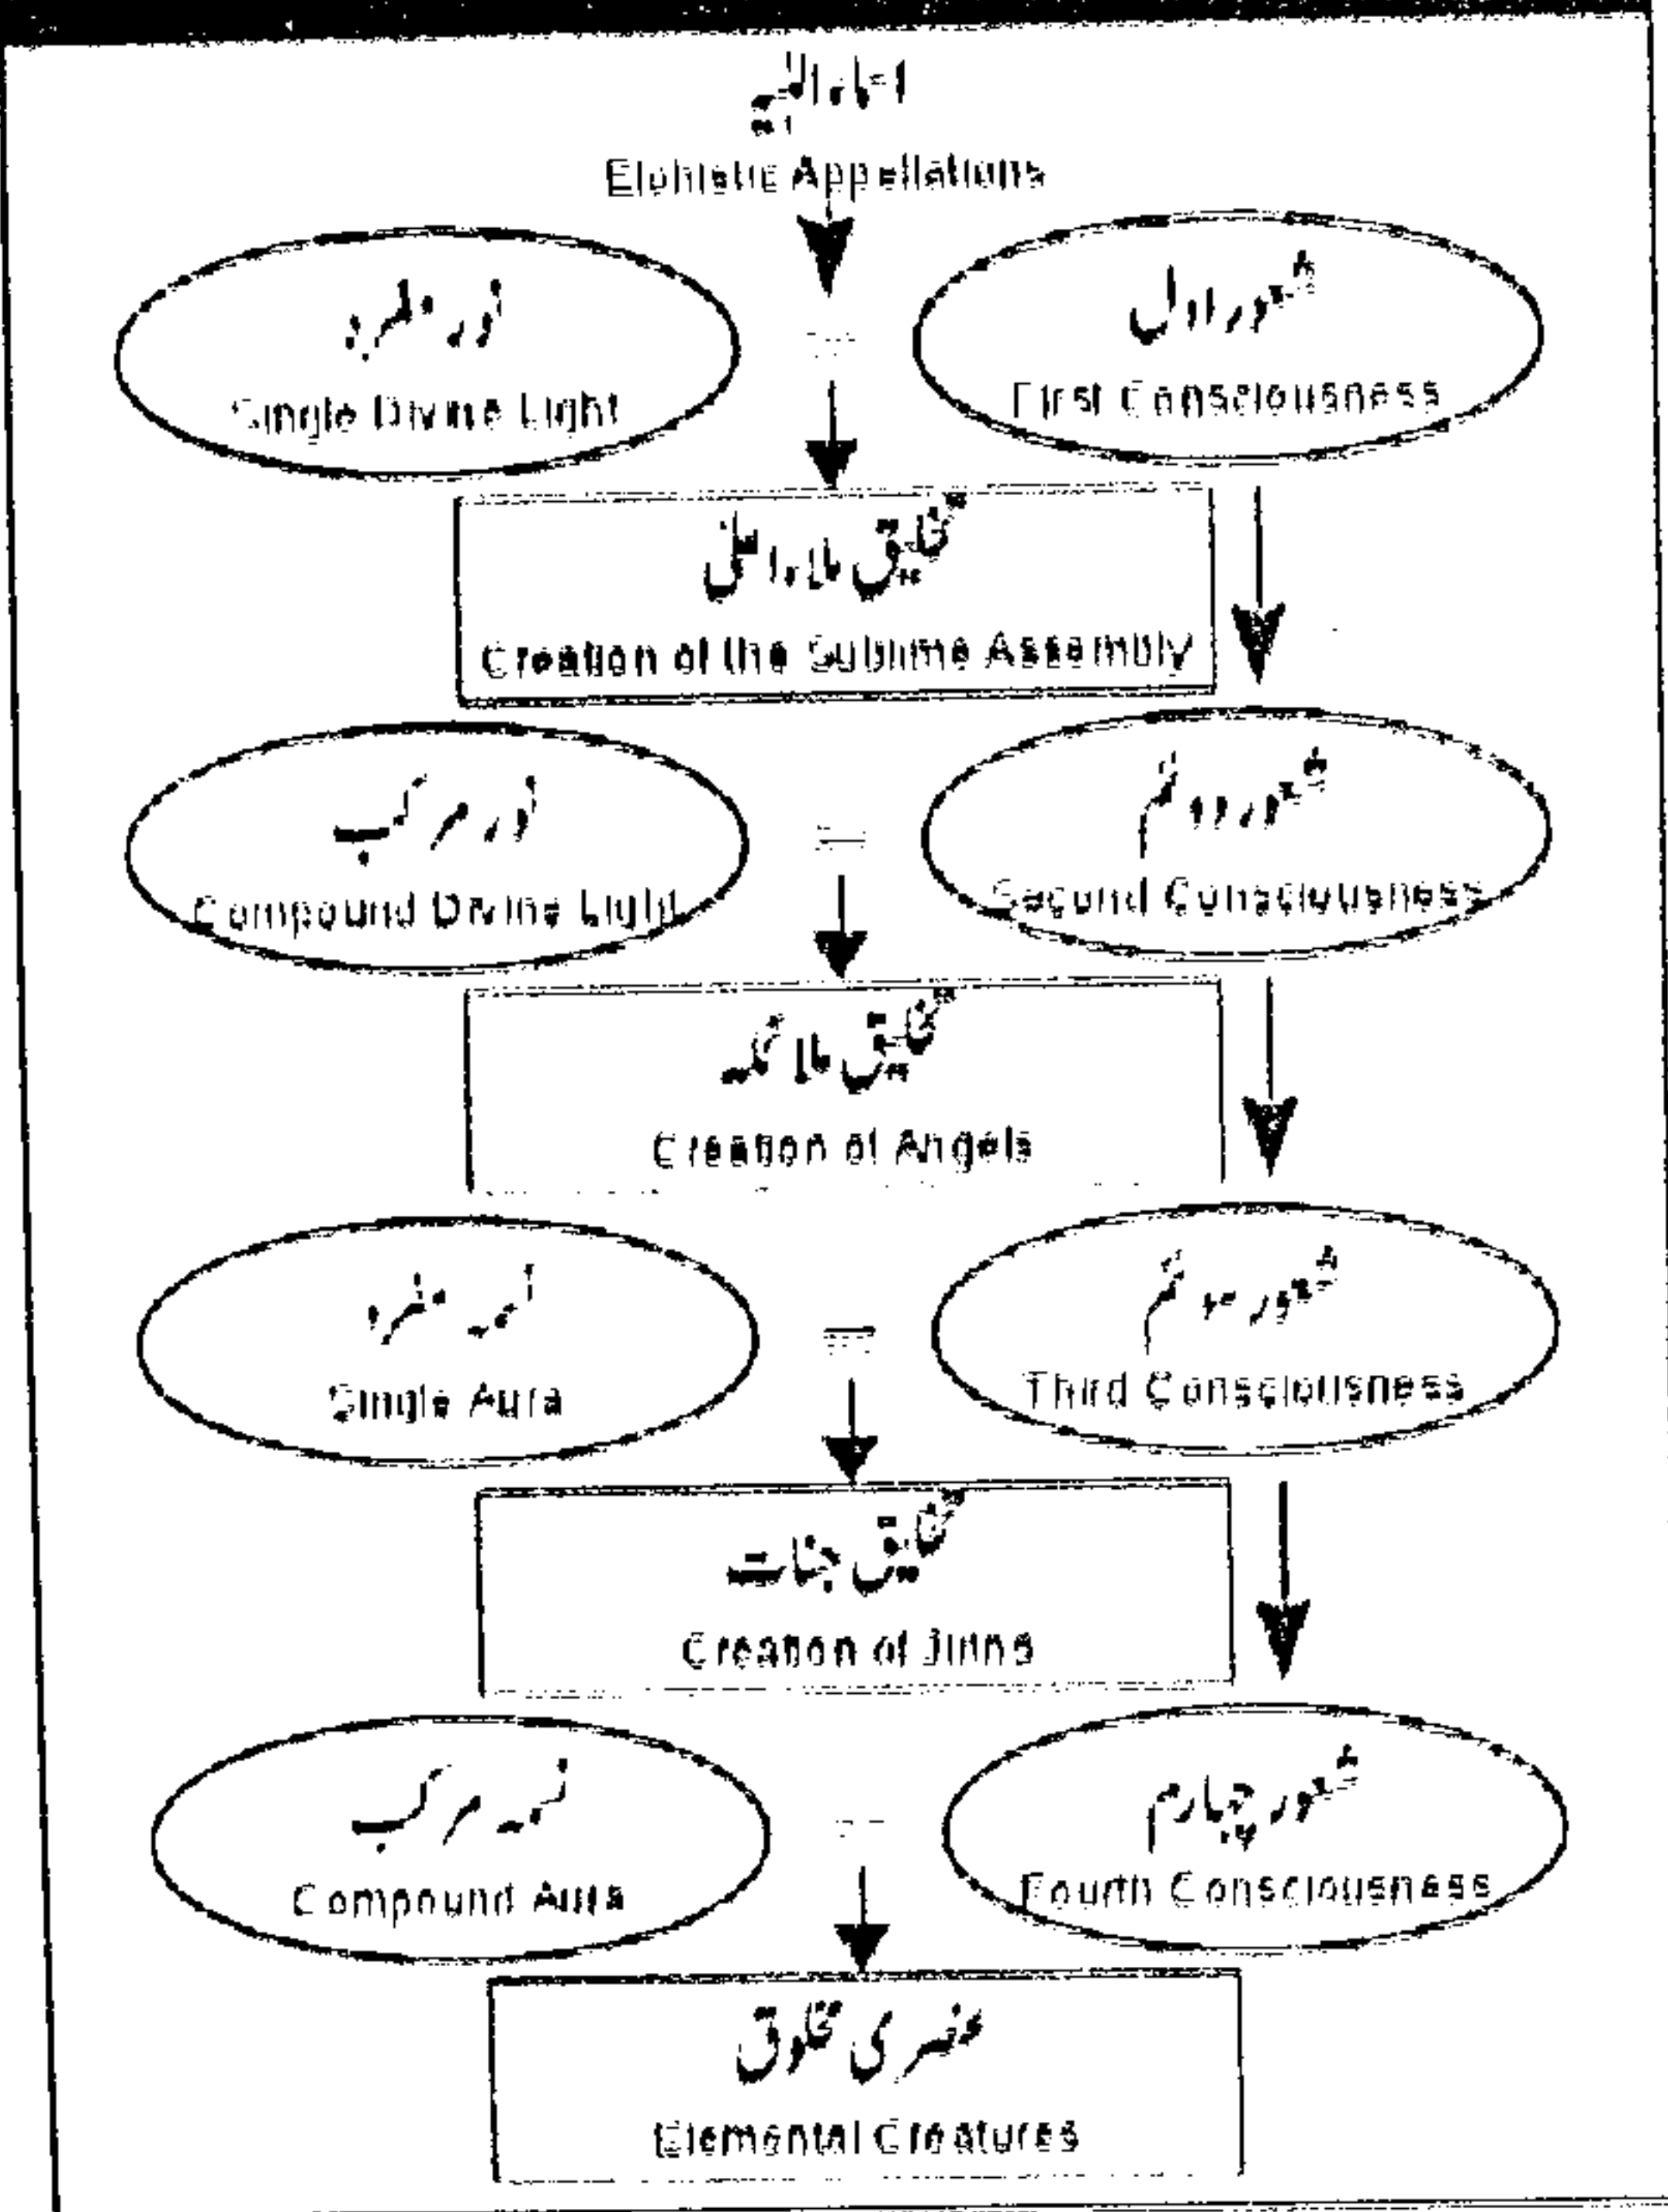 اسماء الٰہیہ
Elohistic Appellations
نور مفرد
Single Divine Light
=
شعور اول
First Consciousness
تخلیق ملاء اعلیٰ
Creation of the Sublime Assembly
نور مرکب
Compound Divine Light
=
شعور دوئم
Second Consciousness
تخلیق ملائکہ
Creation of Angels
نسمہ مفرد
Single Aura
=
شعور سوئم
Third Consciousness
تخلیق جنات
Creation of Jinns
نسمہ مرکب
Compound Aura
=
شعور چہارم
Fourth Consciousness
عنصری مخلوق
Elemental Creatures